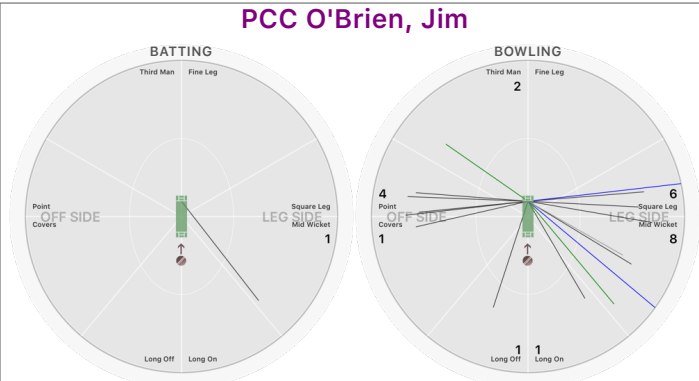 PCC O'Brien, Jim
BATTING
Third Man Fine Leg
Point Square Leg
OFF SIDE LEG SIDE
Covers Mid Wicket
1
Long Off Long On
BOWLING
Third Man Fine Leg
2
4 6
Point Square Leg
OFF SIDE LEG SIDE
Covers Mid Wicket
1 8
1 1
Long Off Long On